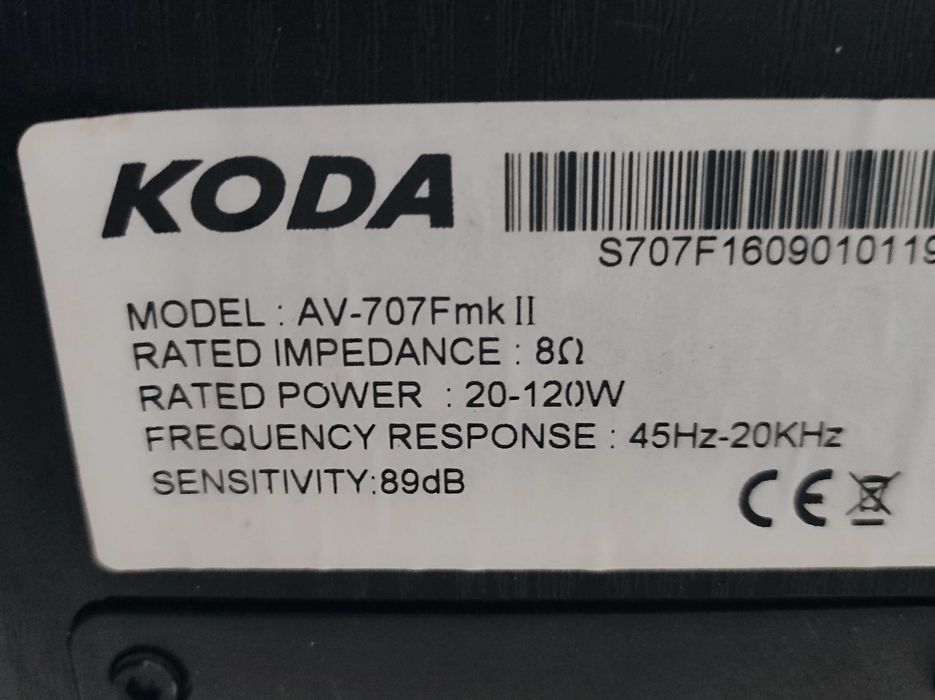 KODA
S707F1609010119
MODEL : AV-707Fmk II
RATED IMPEDANCE : 8Ω
RATED POWER : 20-120W
FREQUENCY RESPONSE : 45Hz-20KHz
SENSITIVITY:89dB
CE